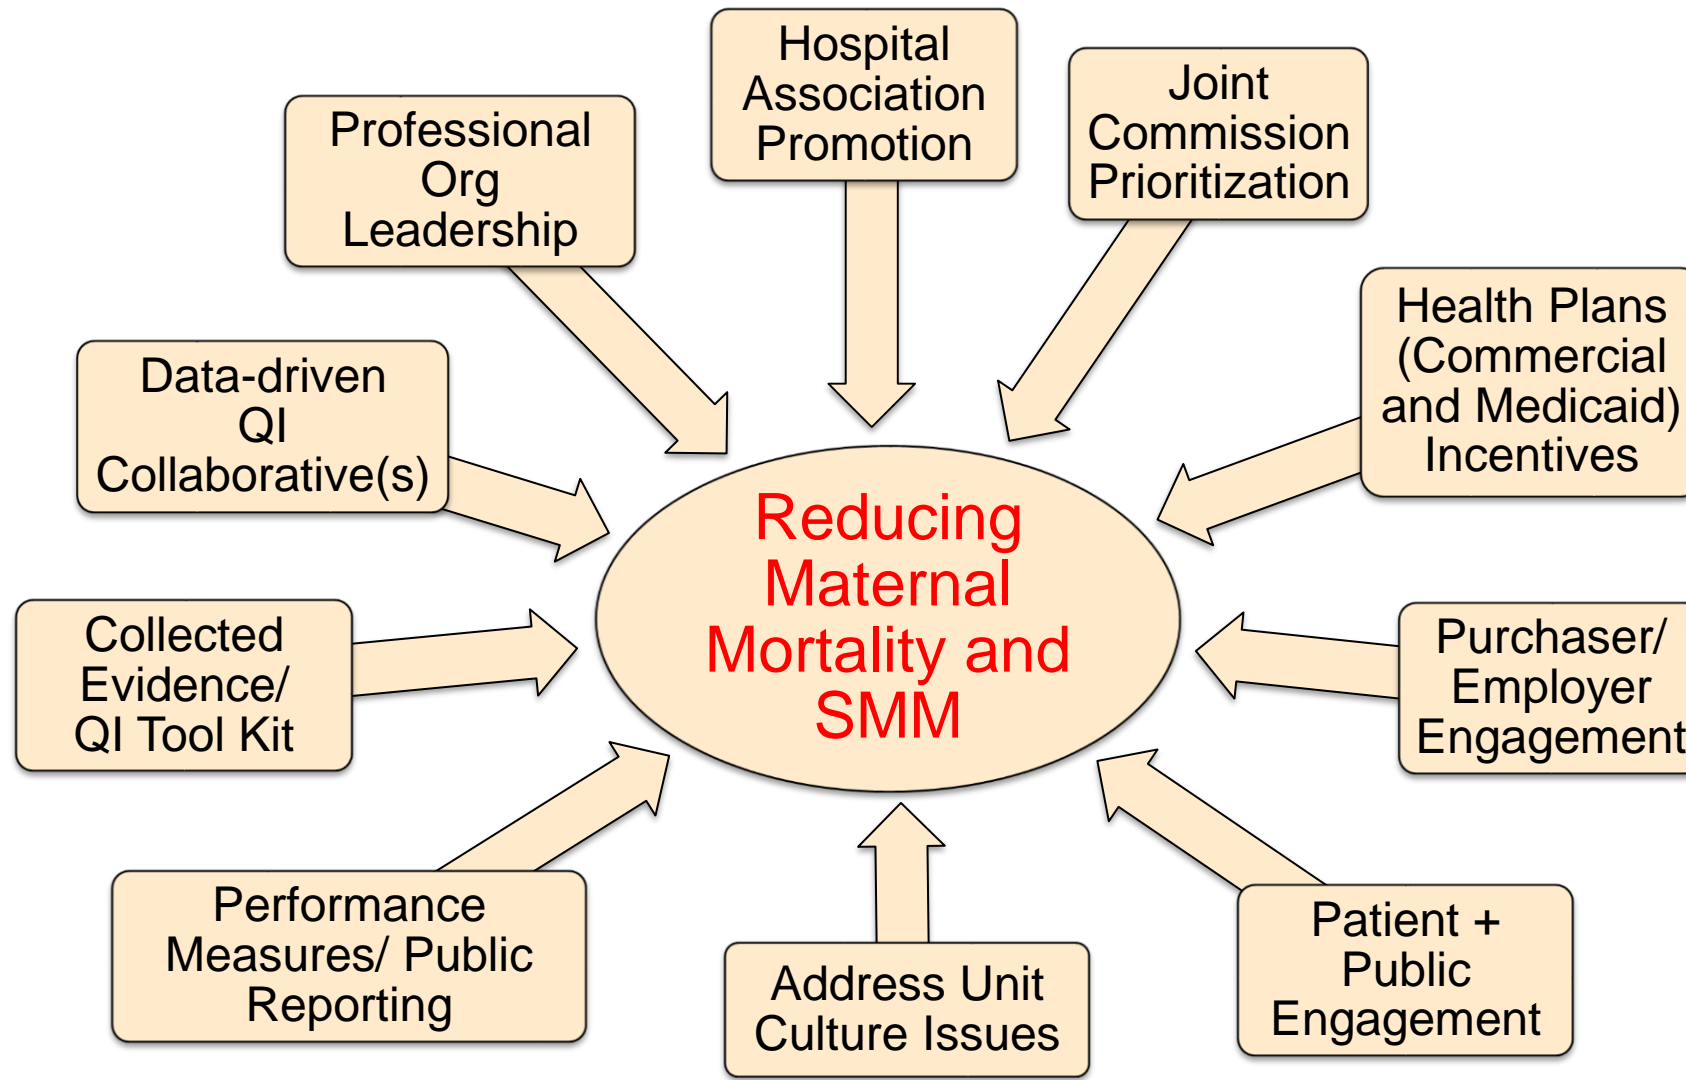 Hospital
Association
Promotion
Joint
Commission
Prioritization
Professional
Org
Leadership
Health Plans
(Commercial
and Medicaid)
Incentives
Data-driven
QI
Collaborative(s)
Reducing
Maternal
Mortality and
SMM
Collected
Evidence/
QI Tool Kit
Purchaser/
Employer
Engagement
Performance
Measures/ Public
Reporting
Address Unit
Culture Issues
Patient +
Public
Engagement